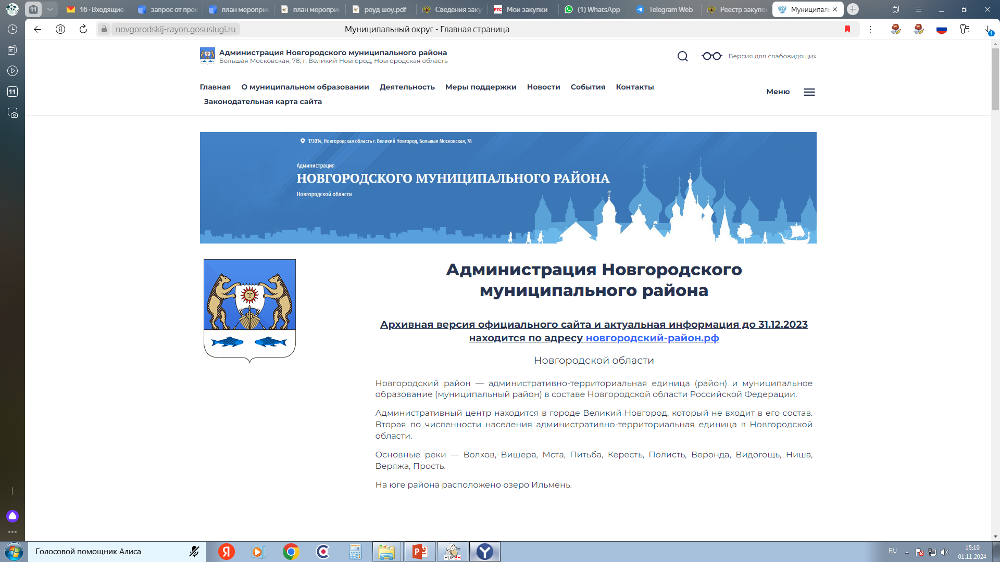 11
16 · Входящие
запрос от прок
план мероприя
план мероприя
роуд шоу.pdf
Сведения заку
РТС
Мои закупки
(1) WhatsApp
Telegram Web
Реестр закупок
Муниципаль
Я
novgorodskij-rayon.gosuslugi.ru
Муниципальный округ - Главная страница
1
11
Администрация Новгородского муниципального района
Большая Московская, 78, г. Великий Новгород, Новгородская область
Версия для слабовидящих
Главная
О муниципальном образовании
Деятельность
Меры поддержки
Новости
События
Контакты
Законодательная карта сайта
Меню
173014, Новгородская область г. Великий Новгород, Большая Московская, 78
Администрация
НОВГОРОДСКОГО МУНИЦИПАЛЬНОГО РАЙОНА
Новгородской области
Администрация Новгородского
муниципального района
Архивная версия официального сайта и актуальная информация до 31.12.2023
находится по адресу новгородский-район.рф
Новгородской области
Новгородский район — административно-территориальная единица (район) и муниципальное
образование (муниципальный район) в составе Новгородской области Российской Федерации.
Административный центр находится в городе Великий Новгород, который не входит в его состав.
Вторая по численности населения административно-территориальная единица в Новгородской
области.
Основные реки — Волхов, Вишера, Мста, Питьба, Кересть, Полисть, Веронда, Видогощь, Ниша,
Веряжа, Прость.
На юге района расположено озеро Ильмень.
Голосовой помощник Алиса
Я
P
PDF24
Y
RU
15:19
01.11.2024